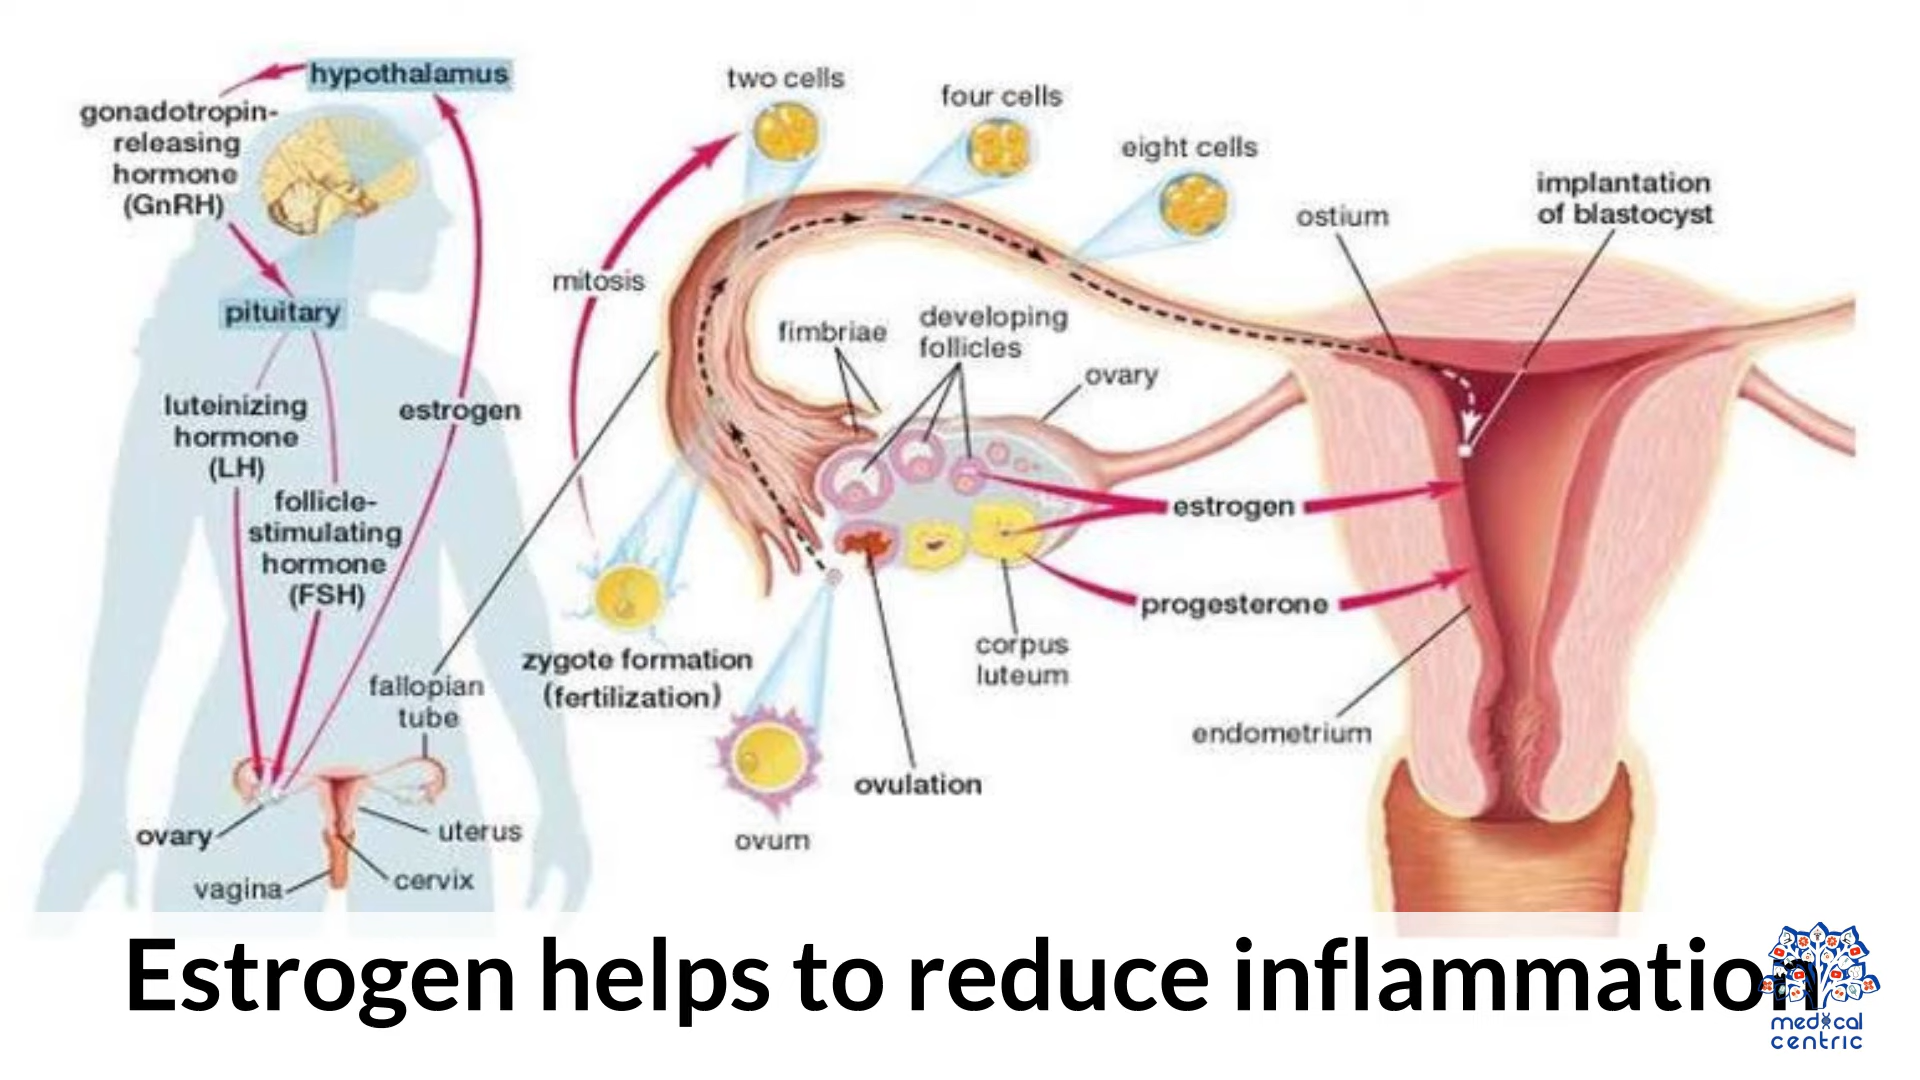 hypothalamus
gonadotropin-
releasing
hormone
(GnRH)
pituitary
luteinizing
hormone
(LH)
estrogen
follicle-
stimulating
hormone
(FSH)
fallopian
tube
ovary
uterus
vagina
cervix
two cells
four cells
eight cells
mitosis
fimbriae
developing
follicles
ovary
ostium
implantation
of blastocyst
estrogen
progesterone
zygote formation
(fertilization)
corpus
luteum
endometrium
ovulation
ovum
Estrogen helps to reduce inflammation
medical
centric